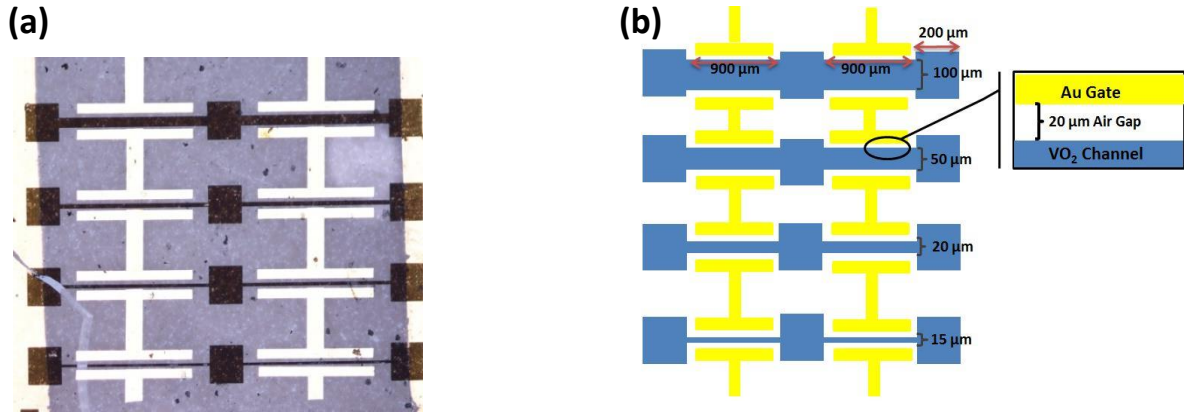 (a)
(b)
200 µm
900 µm
900 µm
100 µm
Au Gate
20 µm Air Gap
VO₂ Channel
50 µm
20 µm
15 µm